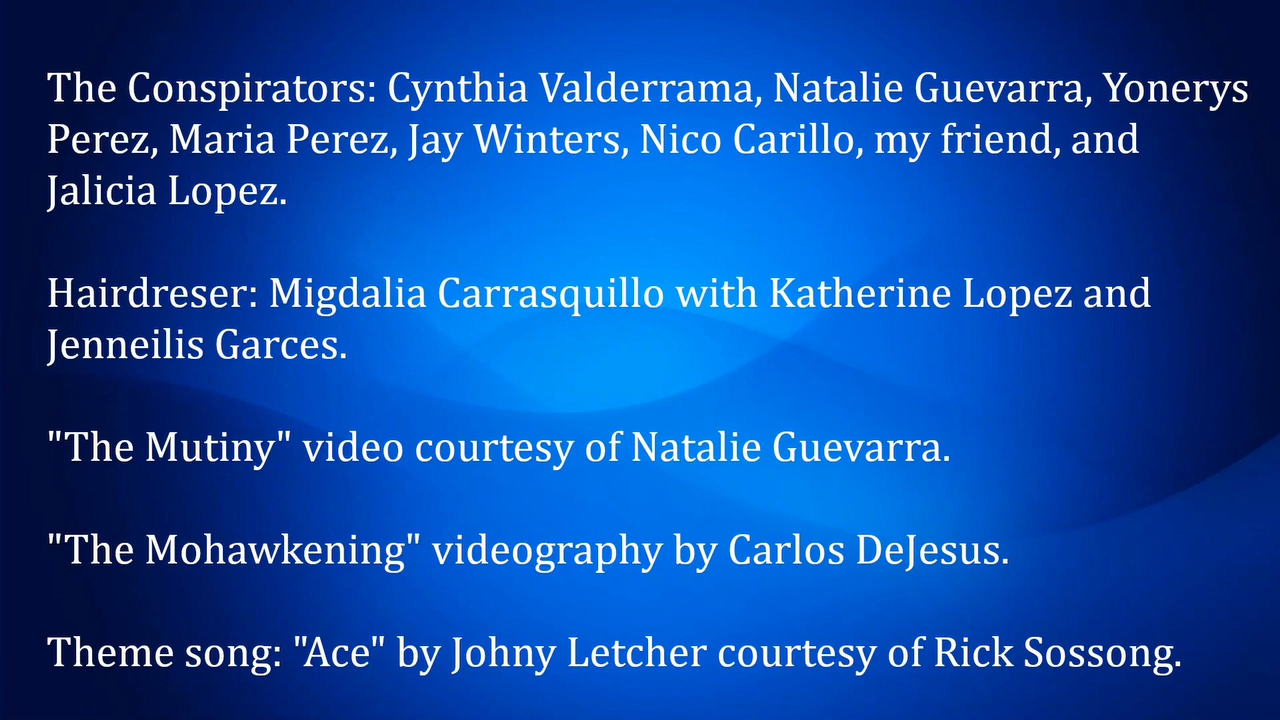 The Conspirators: Cynthia Valderrama, Natalie Guevarra, Yonerys
Perez, Maria Perez, Jay Winters, Nico Carillo, my friend, and
Jalicia Lopez.
Hairdreser: Migdalia Carrasquillo with Katherine Lopez and
Jenneilis Garces.
"The Mutiny" video courtesy of Natalie Guevarra.
"The Mohawkening" videography by Carlos DeJesus.
Theme song: "Ace" by Johny Letcher courtesy of Rick Sossong.